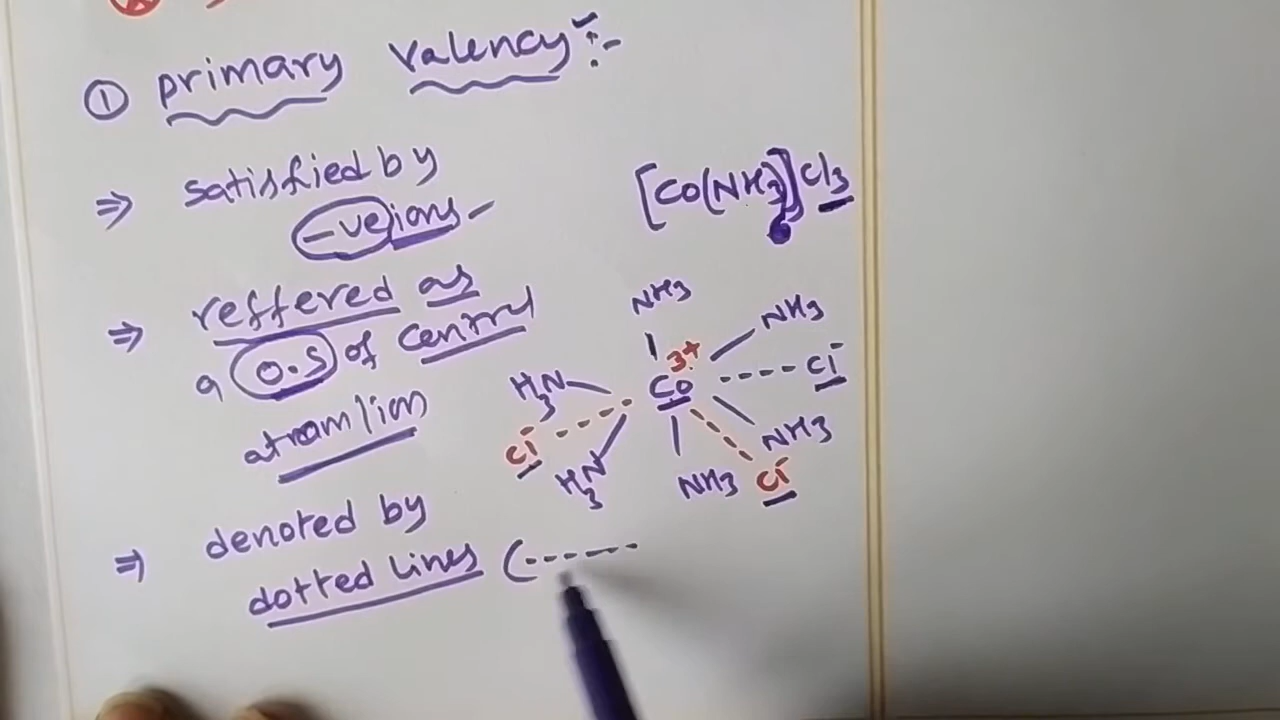 ① primary valency :-
⇒ satisfied by
-ve ions
[Co(NH3)]Cl3
⇒ reffered as
a O.S of central
atom/ion
NH3
NH3
3+
Co
Cl-
H3N
Cl-
H3N
NH3
NH3
Cl-
⇒ denoted by
dotted lines (------